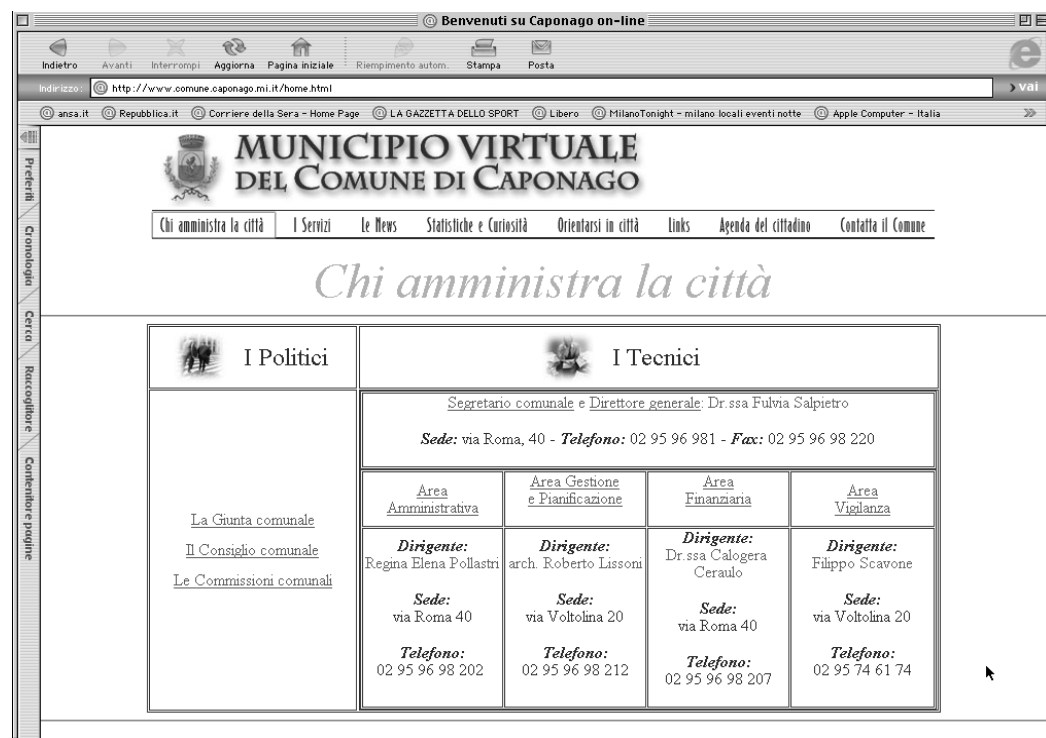 Benvenuti su Caponago on-line
Indietro Avanti Interrompi Aggiorna Pagina iniziale Riempimento autom. Stampa Posta
Indirizzo: http://www.comune.caponago.mi.it/home.html vai
ansa.it Repubblica.it Corriere della Sera - Home Page LA GAZZETTA DELLO SPORT Libero MilanoTonight - milano locali eventi notte Apple Computer - Italia
Preferiti
Cronologia
Cerca
Raccoglitore
Contenitore pagine
MUNICIPIO VIRTUALE
DEL COMUNE DI CAPONAGO
Chi amministra la città I Servizi le News Statistiche e Curiosità Orientarsi in città Links Agenda del cittadino Contatta il Comune
Chi amministra la città
I Politici I Tecnici
La Giunta comunale
Il Consiglio comunale
Le Commissioni comunali
Segretario comunale e Direttore generale: Dr.ssa Fulvia Salpietro
Sede: via Roma, 40 - Telefono: 02 95 96 981 - Fax: 02 95 96 98 220
Area
Amministrativa
Area Gestione
e Pianificazione
Area
Finanziaria
Area
Vigilanza
Dirigente:
Regina Elena Pollastri
Sede:
via Roma 40
Telefono:
02 95 96 98 202
Dirigente:
arch. Roberto Lissoni
Sede:
via Voltolina 20
Telefono:
02 95 96 98 212
Dirigente:
Dr.ssa Calogera
Ceraulo
Sede:
via Roma 40
Telefono:
02 95 96 98 207
Dirigente:
Filippo Scavone
Sede:
via Voltolina 20
Telefono:
02 95 74 61 74